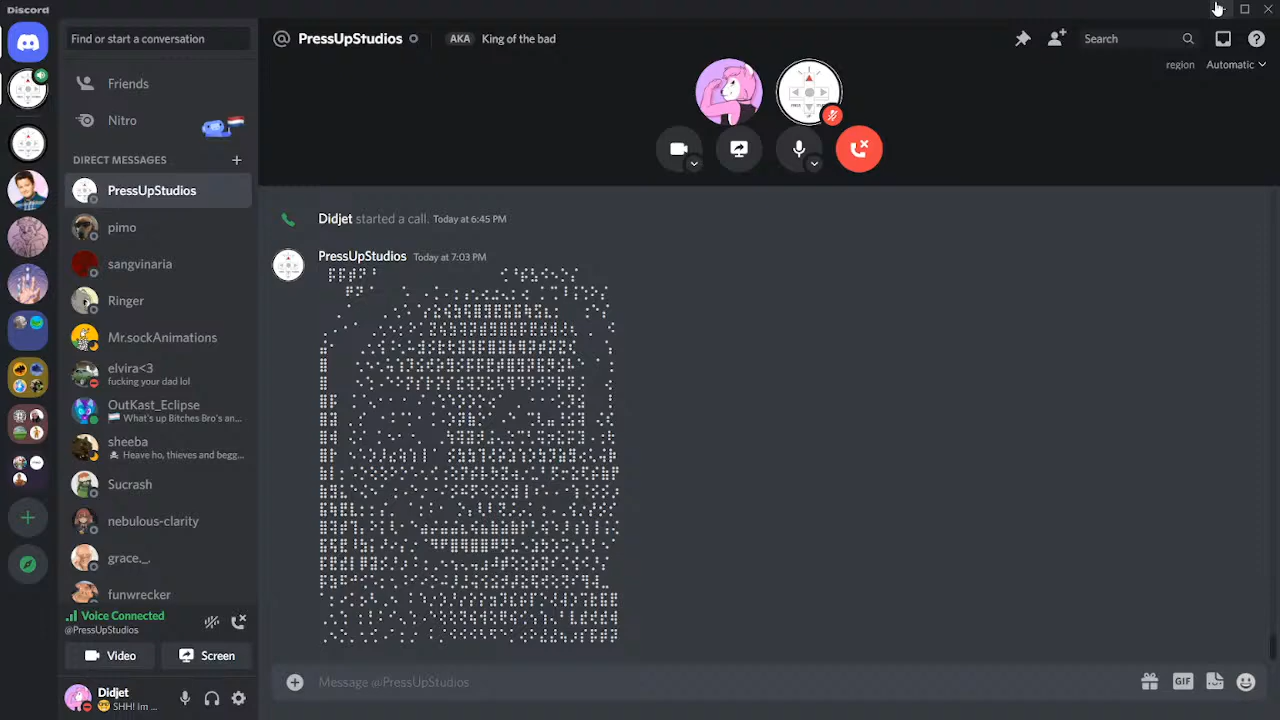 Discord
Find or start a conversation
PressUpStudios
AKA King of the bad
Search
region Automatic
Friends
Nitro
DIRECT MESSAGES
PressUpStudios
pimo
sangvinaria
Ringer
Mr.sockAnimations
elvira<3
fucking your dad lol
OutKast_Eclipse
What's up Bitches Bro's an...
sheeba
Heave ho, thieves and begg...
Sucrash
nebulous-clarity
grace._.
funwrecker
Voice Connected
@PressUpStudios
Video
Screen
Didjet
SHH! Im ...
Didjet started a call. Today at 6:45 PM
PressUpStudios Today at 7:03 PM
Message @PressUpStudios
GIF